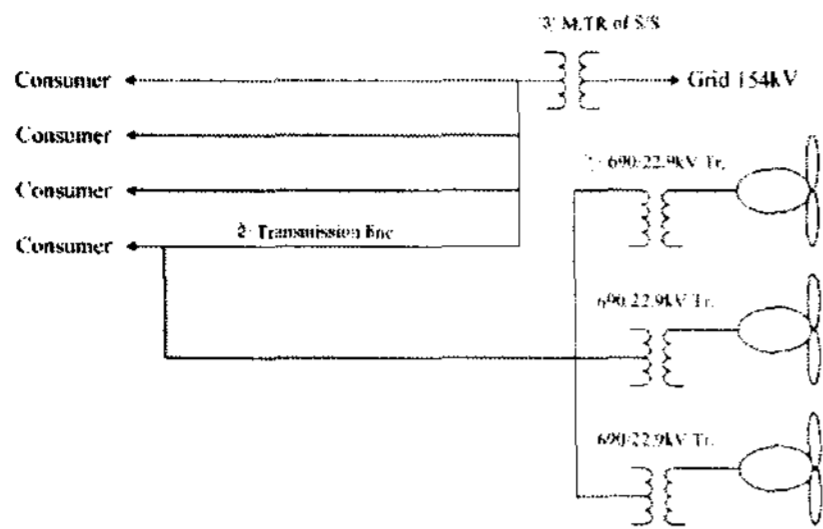 3) M.TR of S/S
Consumer
Grid 154kV
Consumer
690/22.9kV Tr.
Consumer
2) Transmission line
Consumer
690/22.9kV Tr.
690/22.9kV Tr.